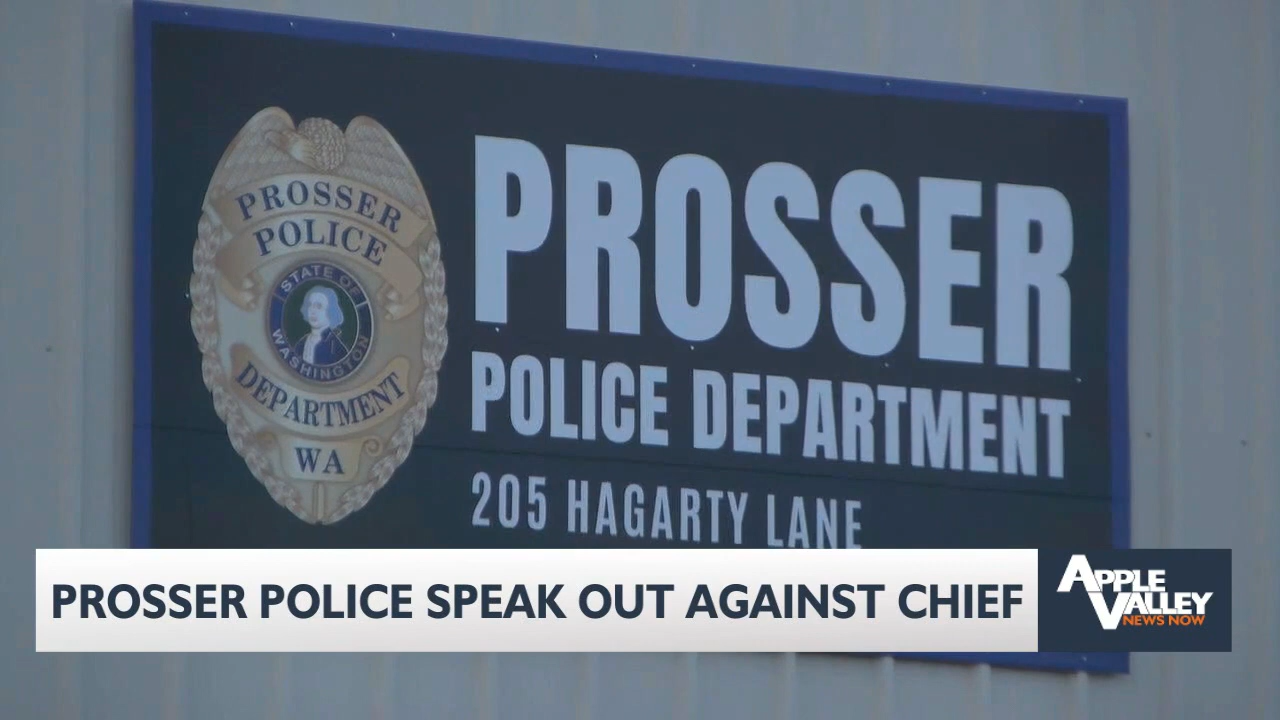 PROSSER
POLICE
STATE OF
WASHINGTON
DEPARTMENT
WA
PROSSER
POLICE DEPARTMENT
205 HAGARTY LANE
PROSSER POLICE SPEAK OUT AGAINST CHIEF
APPLE
VALLEY
NEWS NOW